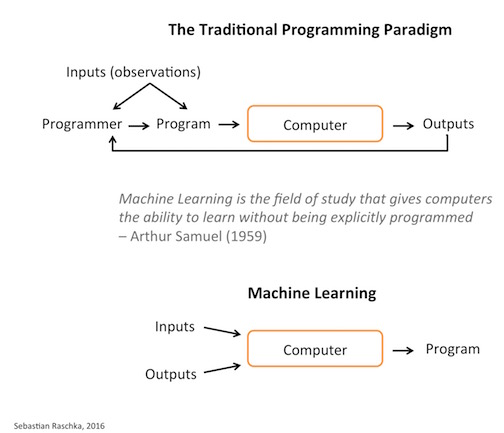 The Traditional Programming Paradigm
Inputs (observations)
Programmer
Program
Computer
Outputs
Machine Learning is the field of study that gives computers
the ability to learn without being explicitly programmed
– Arthur Samuel (1959)
Machine Learning
Inputs
Outputs
Computer
Program
Sebastian Raschka, 2016